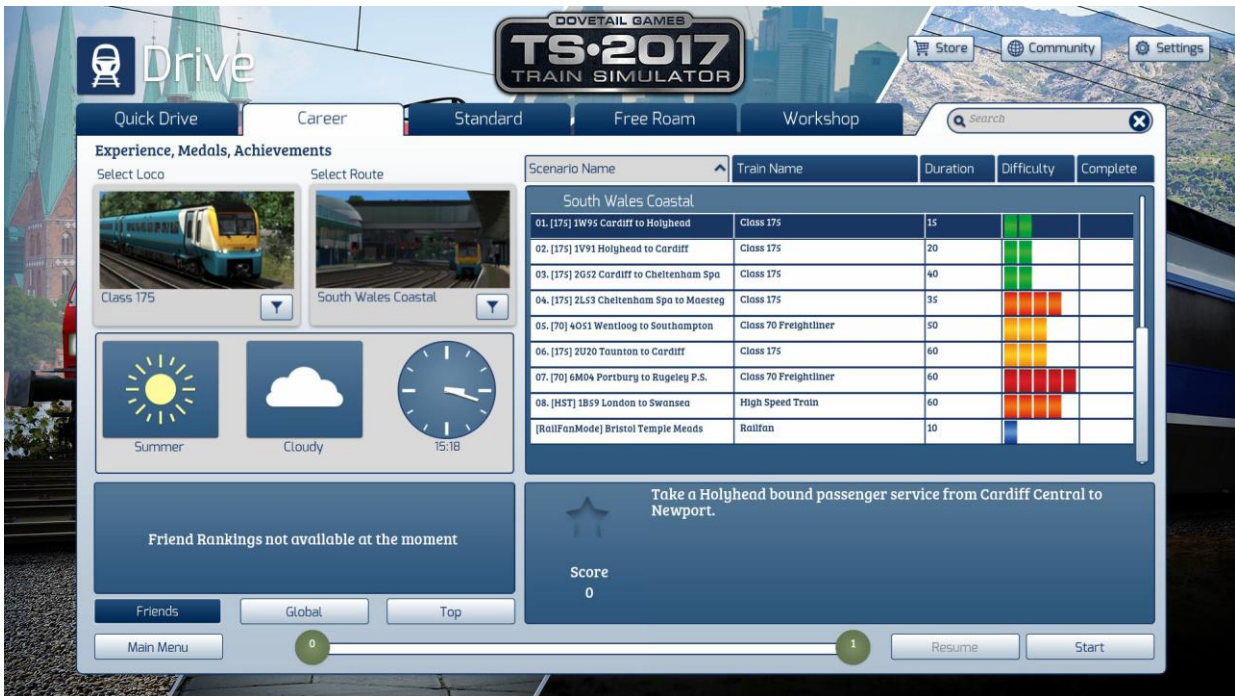 DOVETAIL GAMES
TS•2017
TRAIN SIMULATOR
Drive
Store
Community
Settings
Quick Drive
Career
Standard
Free Roam
Workshop
Search
Experience, Medals, Achievements
Select Loco
Select Route
Class 175
South Wales Coastal
Summer
Cloudy
15:18
Scenario Name Train Name Duration Difficulty Complete
South Wales Coastal
01. [175] 1W95 Cardiff to Holyhead Class 175 15
02. [175] 1V91 Holyhead to Cardiff Class 175 20
03. [175] 2G52 Cardiff to Cheltenham Spa Class 175 40
04. [175] 2L53 Cheltenham Spa to Maesteg Class 175 35
05. [70] 4O51 Wentloog to Southampton Class 70 Freightliner 50
06. [175] 2U20 Taunton to Cardiff Class 175 60
07. [70] 6M04 Portbury to Rugeley P.S. Class 70 Freightliner 60
08. [HST] 1B59 London to Swansea High Speed Train 60
[RailFanMode] Bristol Temple Meads Railfan 10
Friend Rankings not available at the moment
Take a Holyhead bound passenger service from Cardiff Central to
Newport.
Score
0
Friends
Global
Top
Main Menu
0
1
Resume
Start